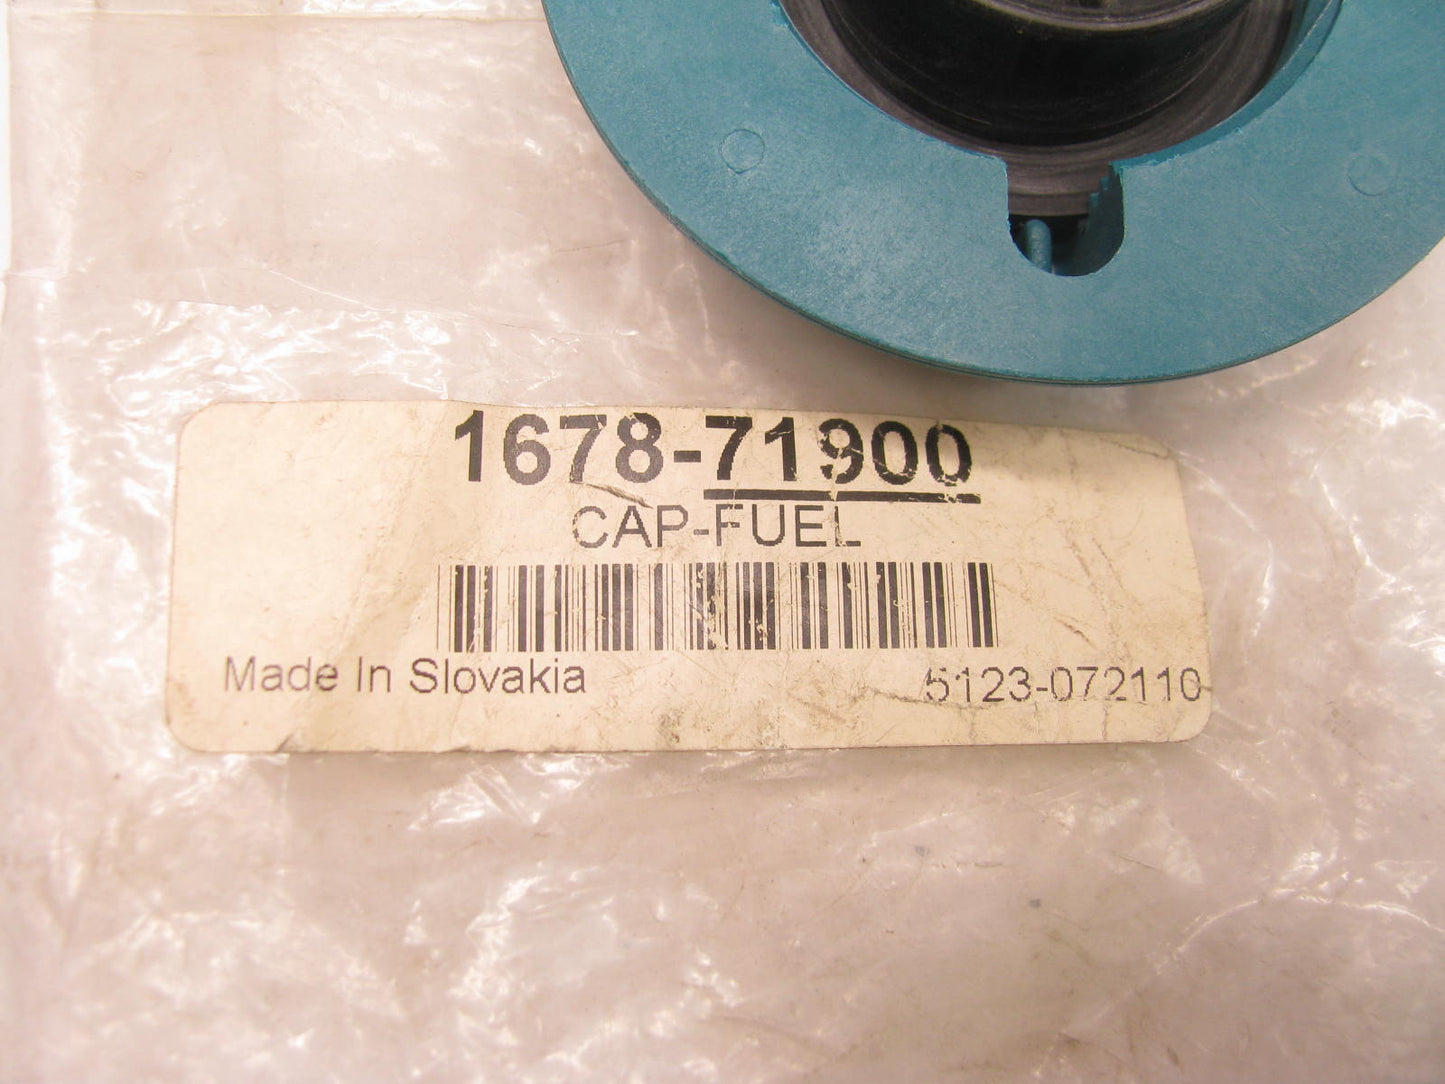 1678-71900
CAP-FUEL
Made In Slovakia
5123-072110